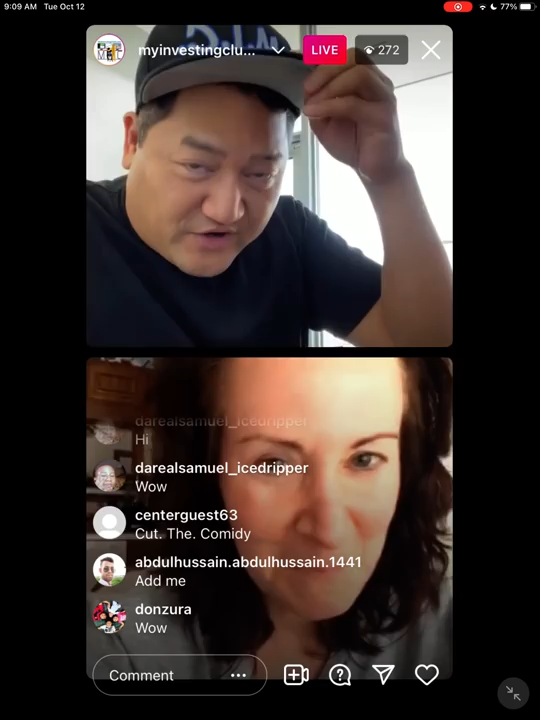 9:09 AM Tue Oct 12
77%
myinvestingclu...
LIVE
272
darealsamuel_icedripper
Hi
darealsamuel_icedripper
Wow
centerguest63
Cut. The. Comidy
abdulhussain.abdulhussain.1441
Add me
donzura
Wow
Comment